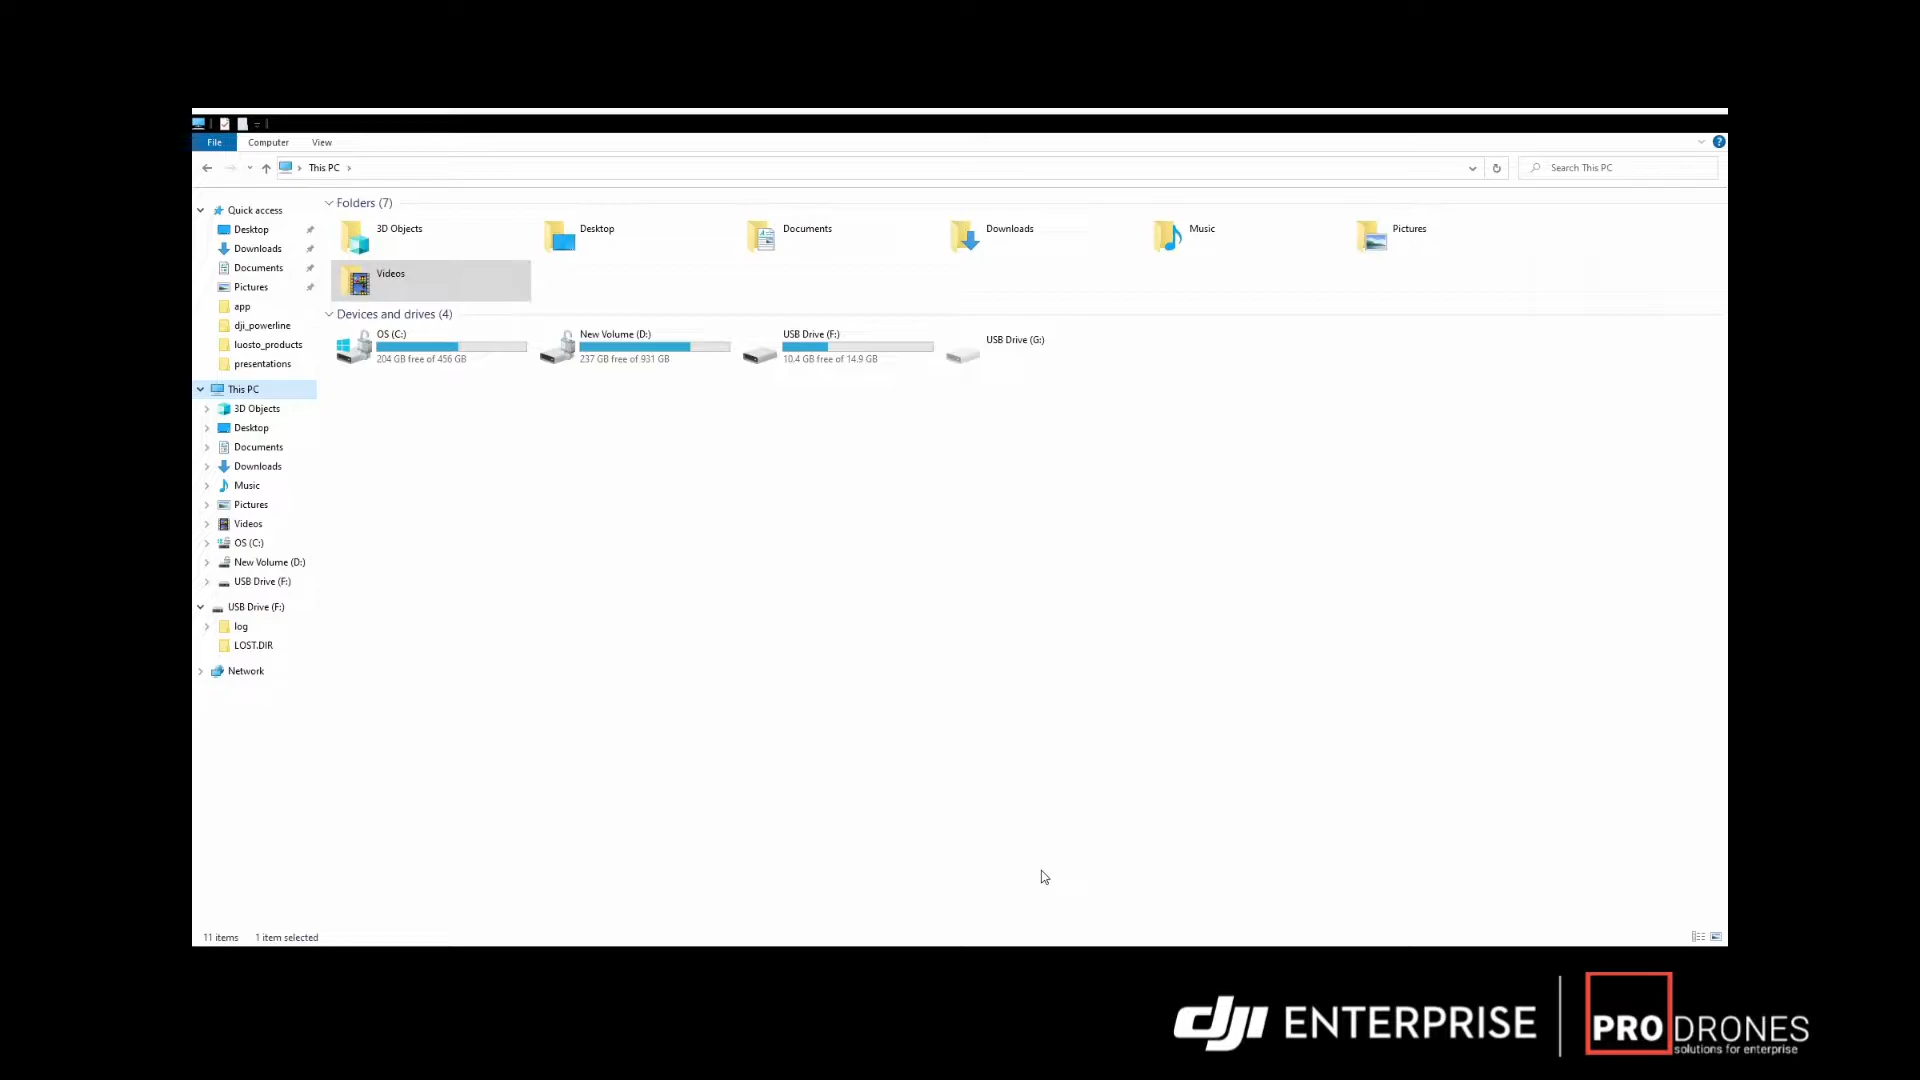 File Computer View
This PC
Search This PC
Quick access
Desktop
Downloads
Documents
Pictures
app
dji_powerline
luosto_products
presentations
This PC
3D Objects
Desktop
Documents
Downloads
Music
Pictures
Videos
OS (C:)
New Volume (D:)
USB Drive (F:)
USB Drive (F:)
log
LOST.DIR
Network
Folders (7)
3D Objects
Desktop
Documents
Downloads
Music
Pictures
Videos
Devices and drives (4)
OS (C:)
204 GB free of 456 GB
New Volume (D:)
237 GB free of 931 GB
USB Drive (F:)
10.4 GB free of 14.9 GB
USB Drive (G:)
11 items 1 item selected
dji ENTERPRISE
PRODRONES
solutions for enterprise